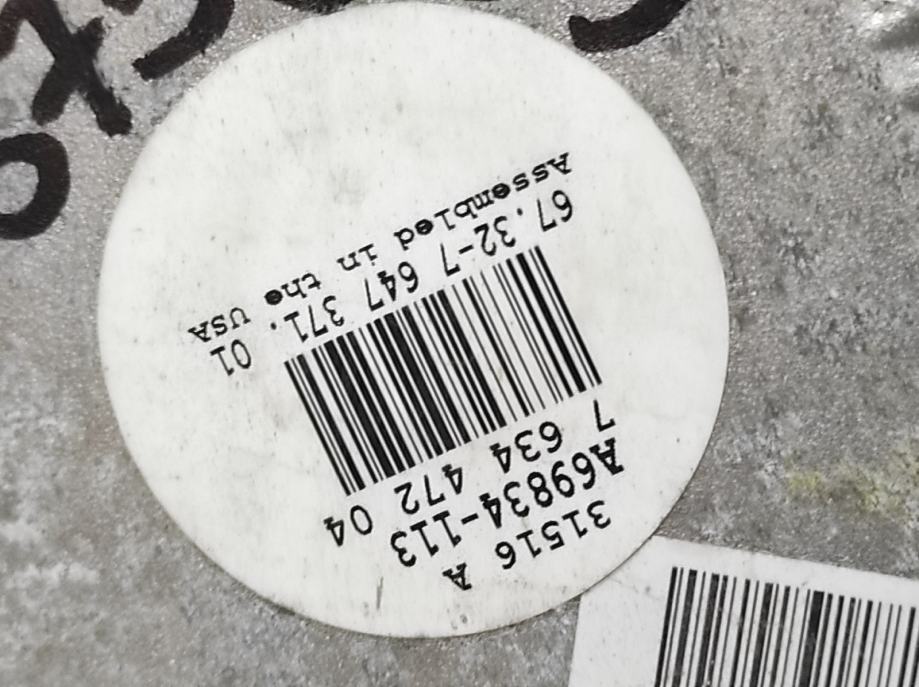 31516 A
A69834-113
7 634 472 04
67.32-7 647 371. 01
Assembled in the USA